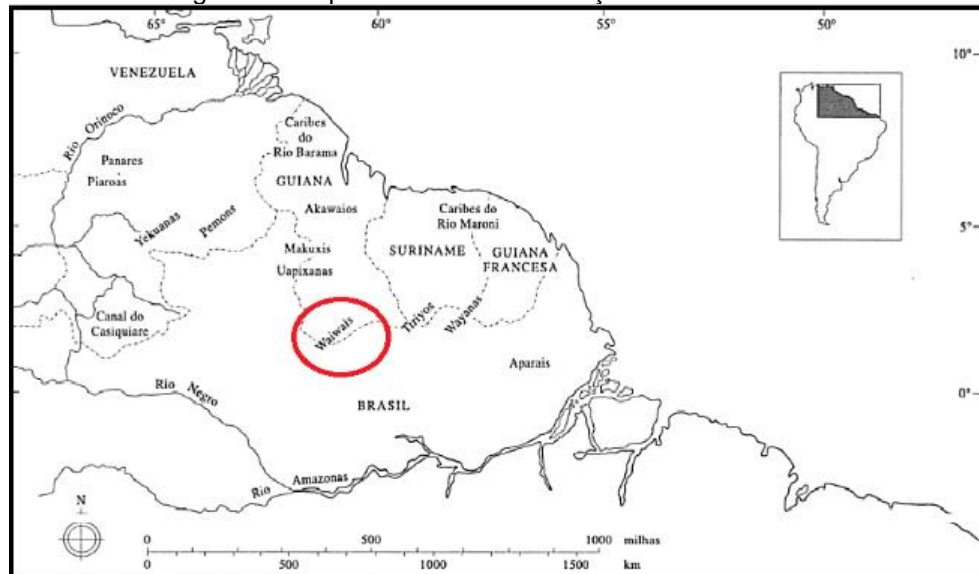 65°
60°
55°
50°
10°
VENEZUELA
Rio Orinoco
Caribes
do
Rio Barama
Panares
Piaroas
GUIANA
Akawaios
Caribes do
Rio Maroni
5°
Yekuanas
Pemons
Makuxis
Uapixanas
SURINAME
GUIANA
FRANCESA
Canal do
Casiquiare
Waiwais
Tiriyos
Wayanas
Aparais
Rio Negro
BRASIL
0°
Rio Amazonas
N
0 500 1000 milhas
0 500 1000 1500 km